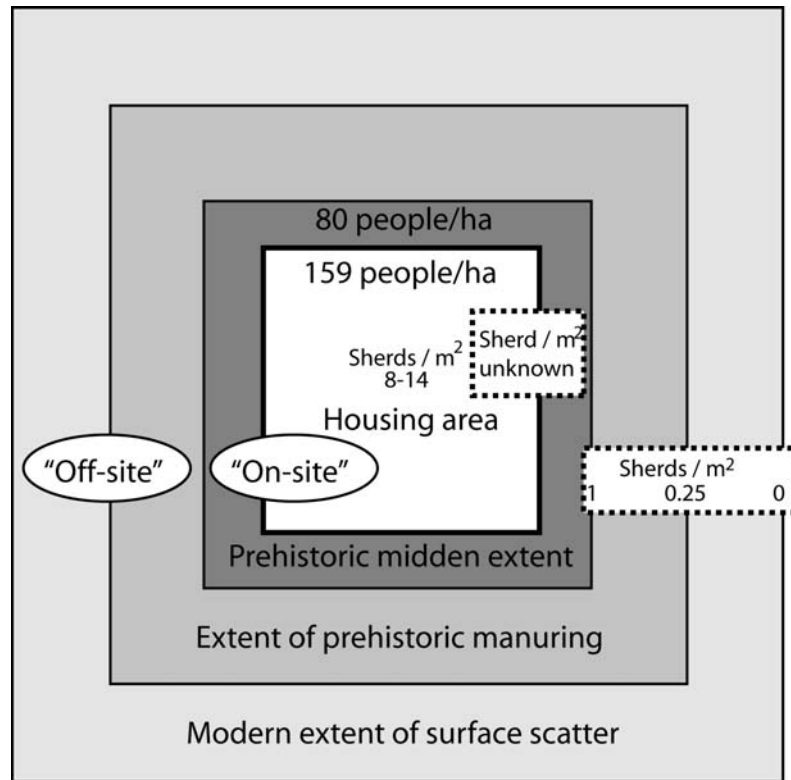 80 people/ha
159 people/ha
Sherds / m²
8-14
Sherd / m²
unknown
Housing area
"Off-site"
"On-site"
Sherds / m²
1 0.25 0
Prehistoric midden extent
Extent of prehistoric manuring
Modern extent of surface scatter